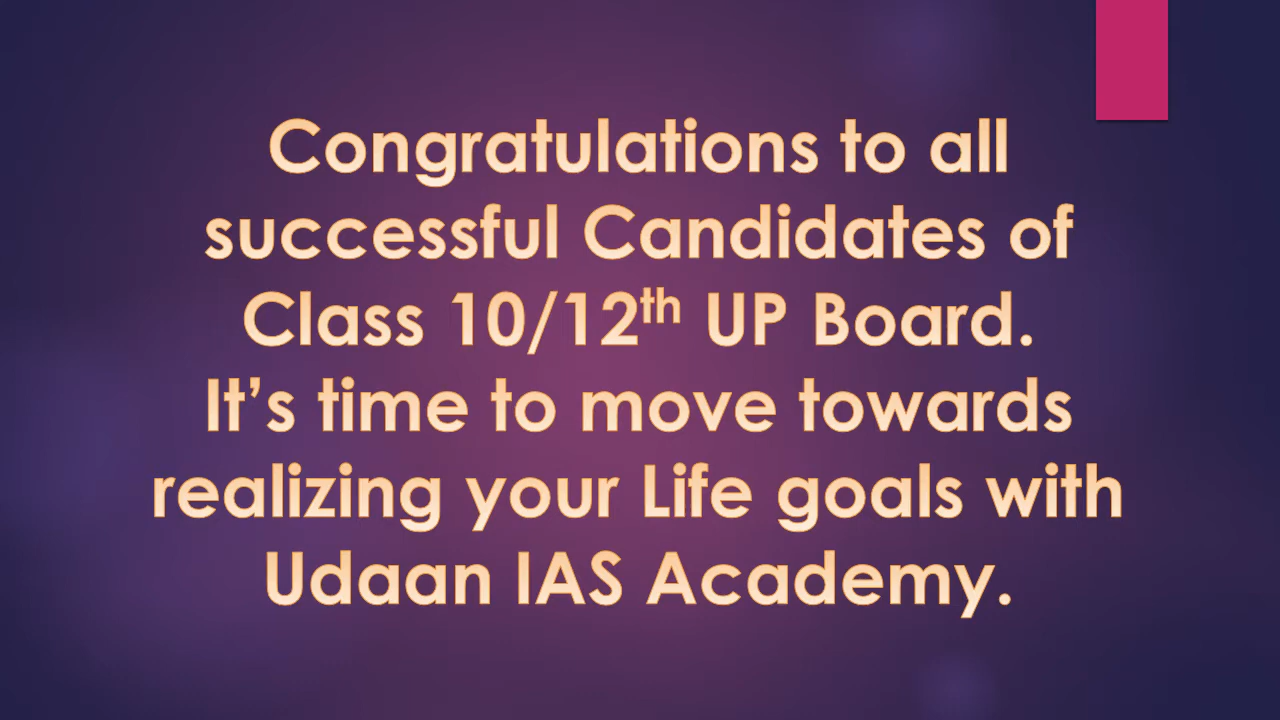 Congratulations to all
successful Candidates of
Class 10/12th UP Board.
It’s time to move towards
realizing your Life goals with
Udaan IAS Academy.